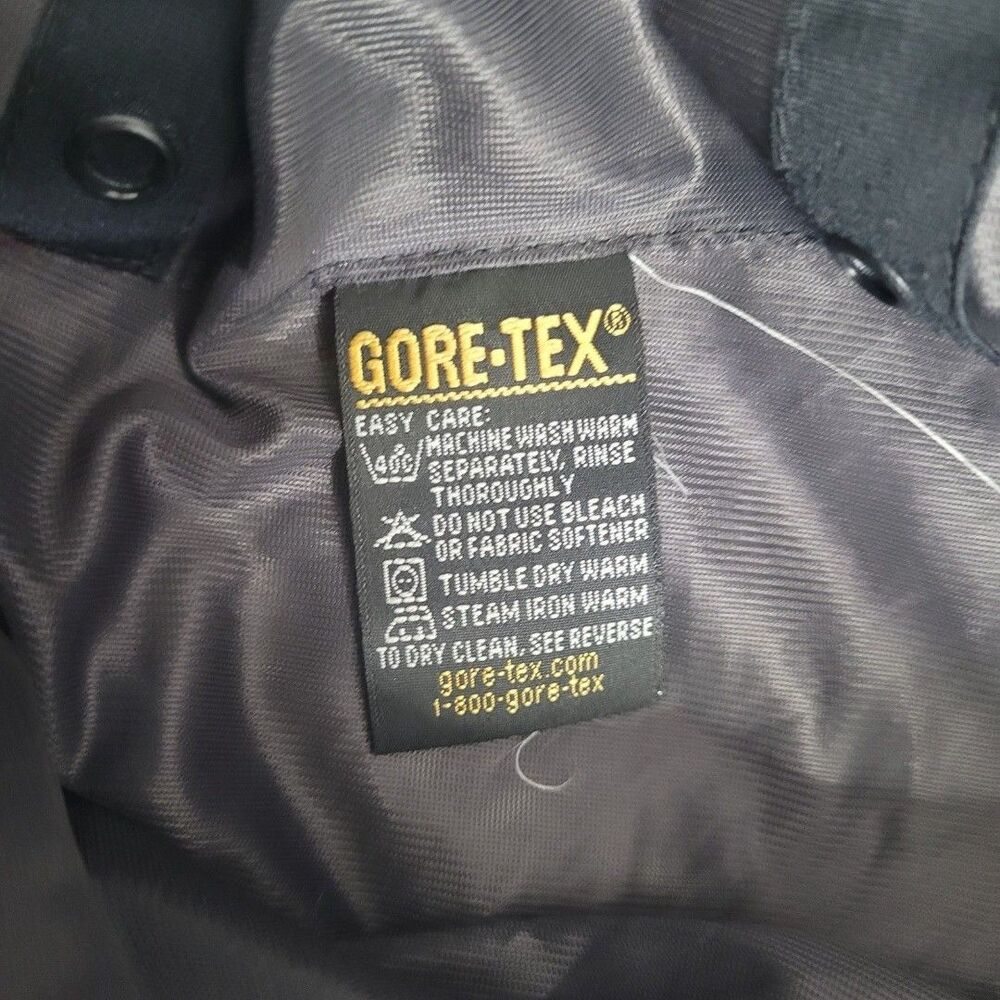 GORE-TEX®
EASY CARE:
40C MACHINE WASH WARM
SEPARATELY, RINSE
THOROUGHLY
DO NOT USE BLEACH
OR FABRIC SOFTENER
TUMBLE DRY WARM
STEAM IRON WARM
TO DRY CLEAN, SEE REVERSE
gore-tex.com
1-800-gore-tex